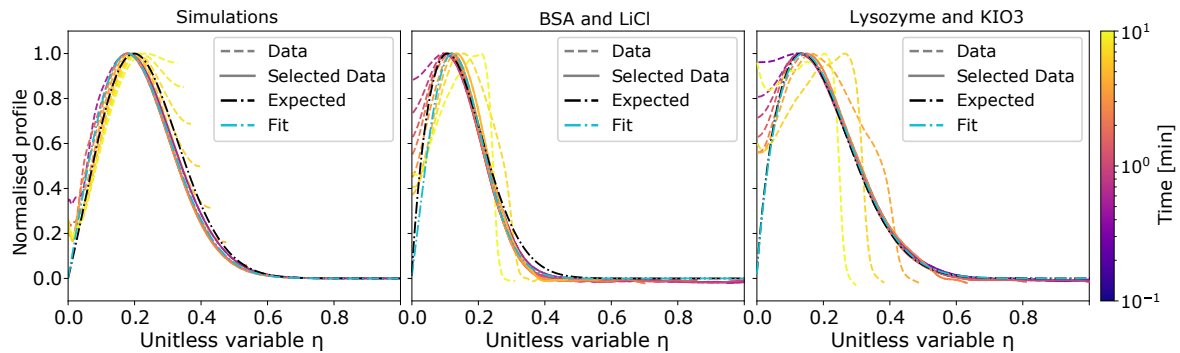 Simulations
BSA and LiCl
Lysozyme and KIO3
Normalised profile
1.0
0.8
0.6
0.4
0.2
0.0
Data
Selected Data
Expected
Fit
Data
Selected Data
Expected
Fit
Data
Selected Data
Expected
Fit
0.0 0.2 0.4 0.6 0.8
0.0 0.2 0.4 0.6 0.8
0.0 0.2 0.4 0.6 0.8
Unitless variable η
Unitless variable η
Unitless variable η
10¹
10⁰
10⁻¹
Time [min]